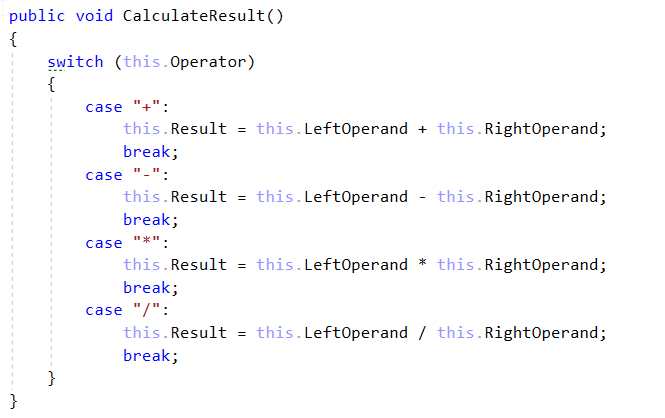 public void CalculateResult()
{
    switch (this.Operator)
    {
        case "+":
            this.Result = this.LeftOperand + this.RightOperand;
            break;
        case "-":
            this.Result = this.LeftOperand - this.RightOperand;
            break;
        case "*":
            this.Result = this.LeftOperand * this.RightOperand;
            break;
        case "/":
            this.Result = this.LeftOperand / this.RightOperand;
            break;
    }
}